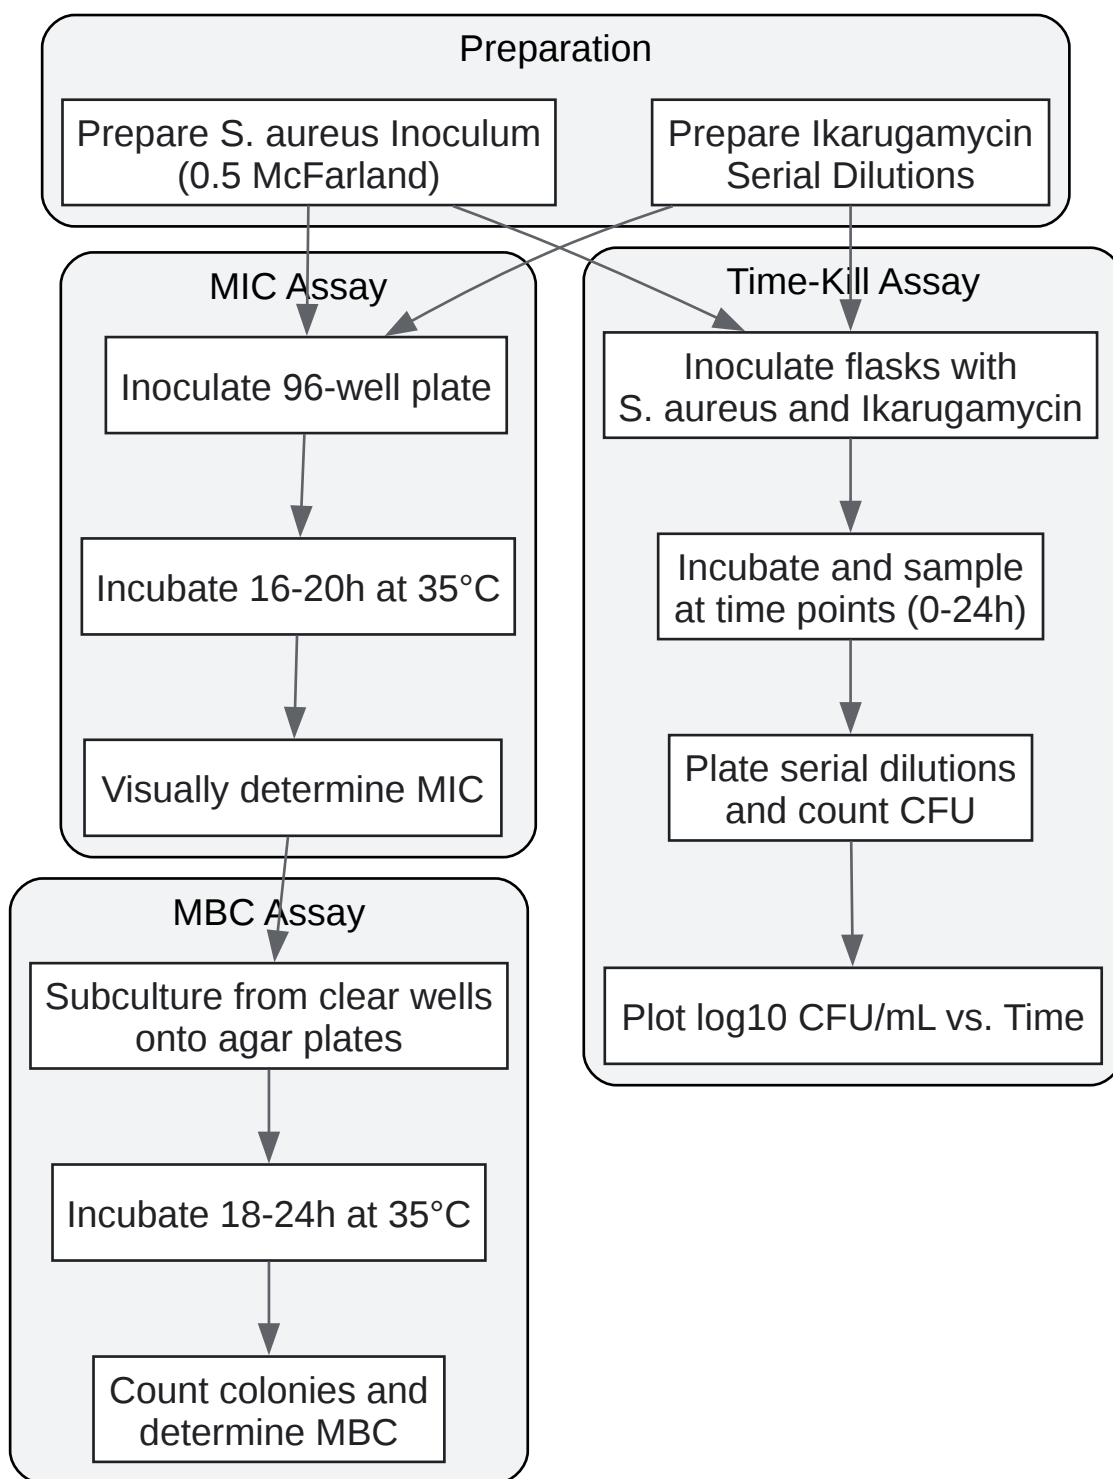 Preparation
Prepare S. aureus Inoculum
(0.5 McFarland)
Prepare Ikarugamycin
Serial Dilutions
MIC Assay
Inoculate 96-well plate
Incubate 16-20h at 35°C
Visually determine MIC
Time-Kill Assay
Inoculate flasks with
S. aureus and Ikarugamycin
Incubate and sample
at time points (0-24h)
Plate serial dilutions
and count CFU
Plot log10 CFU/mL vs. Time
MBC Assay
Subculture from clear wells
onto agar plates
Incubate 18-24h at 35°C
Count colonies and
determine MBC